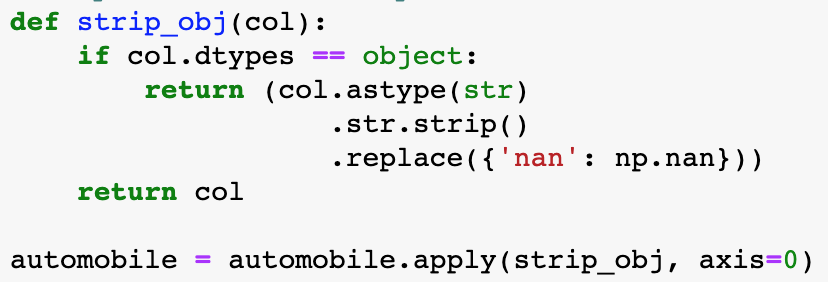 def strip_obj(col):
    if col.dtypes == object:
        return (col.astype(str)
                   .str.strip()
                   .replace({'nan': np.nan}))
    return col

automobile = automobile.apply(strip_obj, axis=0)